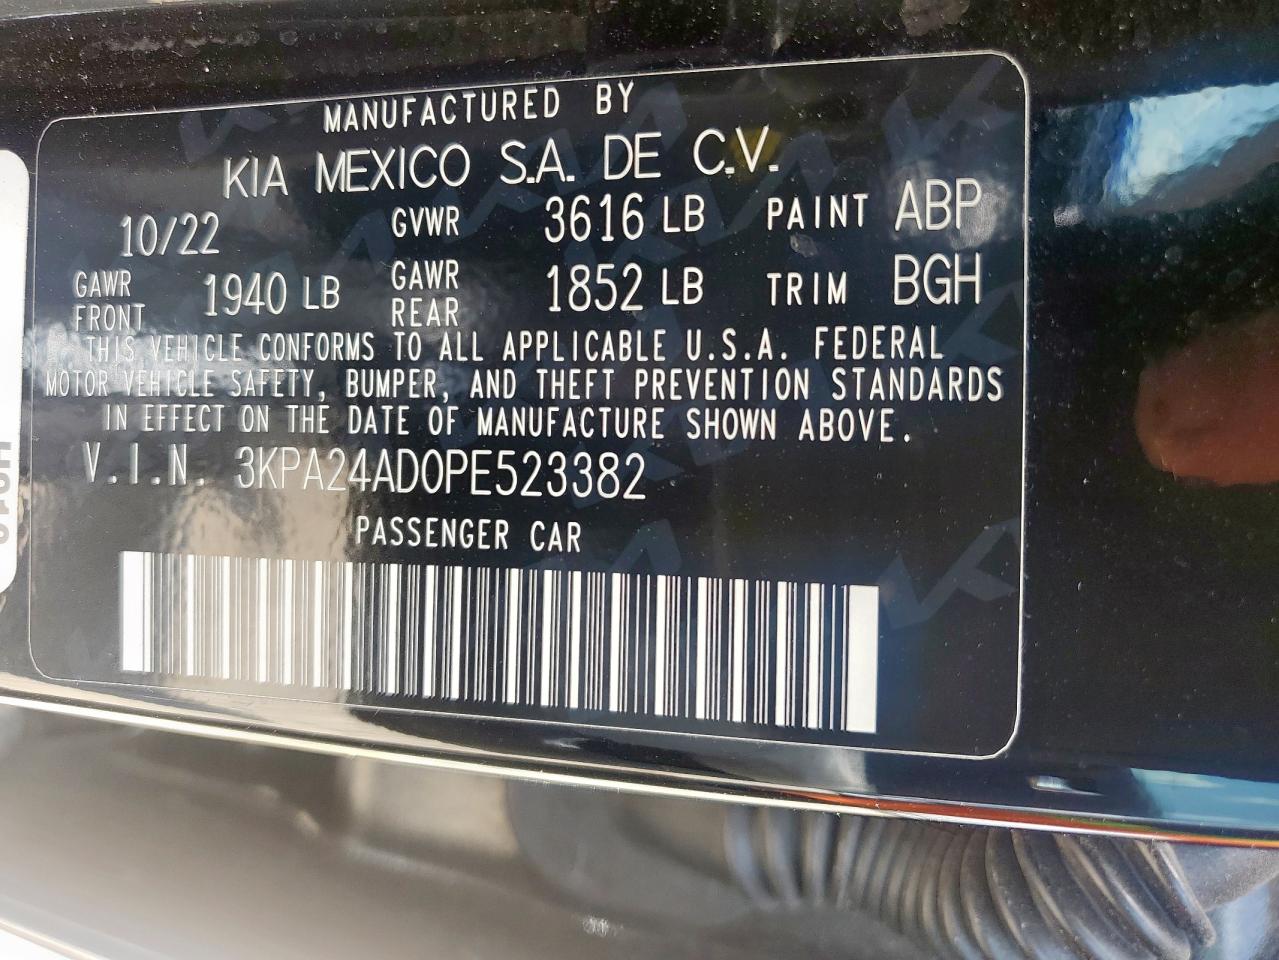 MANUFACTURED BY
KIA MEXICO S.A. DE C.V.
10/22 GVWR 3616 LB PAINT ABP
GAWR FRONT 1940 LB GAWR REAR 1852 LB TRIM BGH
THIS VEHICLE CONFORMS TO ALL APPLICABLE U.S.A. FEDERAL
MOTOR VEHICLE SAFETY, BUMPER, AND THEFT PREVENTION STANDARDS
IN EFFECT ON THE DATE OF MANUFACTURE SHOWN ABOVE.
V.I.N. 3KPA24AD0PE523382
PASSENGER CAR